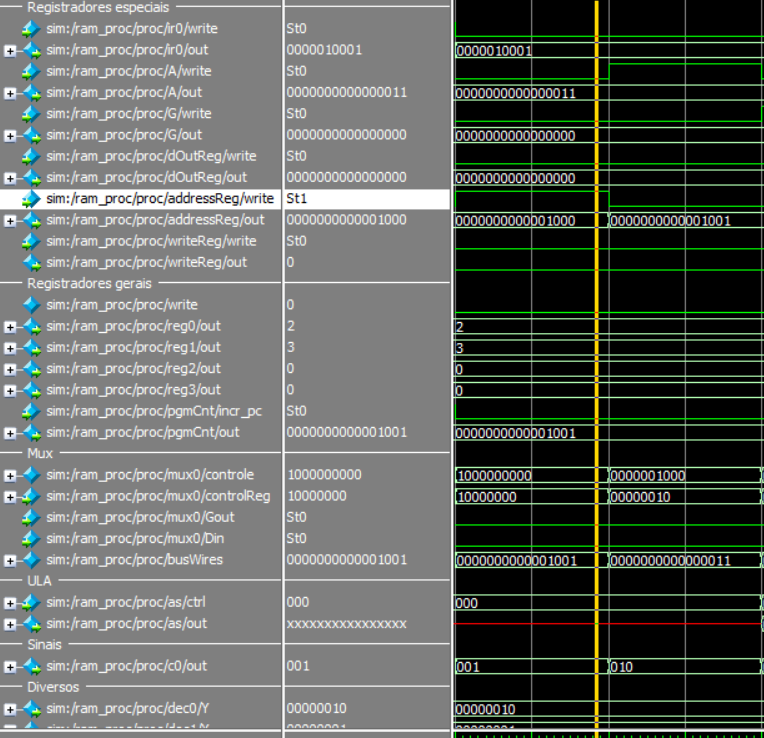 Registradores especiais
sim:/ram_proc/proc/ir0/write St0
sim:/ram_proc/proc/ir0/out 0000010001 0000010001
sim:/ram_proc/proc/A/write St0
sim:/ram_proc/proc/A/out 0000000000000011 0000000000000011
sim:/ram_proc/proc/G/write St0
sim:/ram_proc/proc/G/out 0000000000000000 0000000000000000
sim:/ram_proc/proc/dOutReg/write St0
sim:/ram_proc/proc/dOutReg/out 0000000000000000 0000000000000000
sim:/ram_proc/proc/addressReg/write St1
sim:/ram_proc/proc/addressReg/out 0000000000001000 0000000000001000 0000000000001001
sim:/ram_proc/proc/writeReg/write St0
sim:/ram_proc/proc/writeReg/out 0
Registradores gerais
sim:/ram_proc/proc/write 0
sim:/ram_proc/proc/reg0/out 2 2
sim:/ram_proc/proc/reg1/out 3 3
sim:/ram_proc/proc/reg2/out 0 0
sim:/ram_proc/proc/reg3/out 0 0
sim:/ram_proc/proc/pgmCnt/incr_pc St0
sim:/ram_proc/proc/pgmCnt/out 0000000000001001 0000000000001001
Mux
sim:/ram_proc/proc/mux0/controle 1000000000 1000000000 0000001000
sim:/ram_proc/proc/mux0/controlReg 10000000 10000000 00000010
sim:/ram_proc/proc/mux0/Gout St0
sim:/ram_proc/proc/mux0/Din St0
sim:/ram_proc/proc/busWires 0000000000001001 0000000000001001 0000000000000011
ULA
sim:/ram_proc/proc/as/ctrl 000 000
sim:/ram_proc/proc/as/out xxxxxxxxxxxxxxxx
Sinais
sim:/ram_proc/proc/c0/out 001 001 010
Diversos
sim:/ram_proc/proc/dec0/Y 00000010 00000010